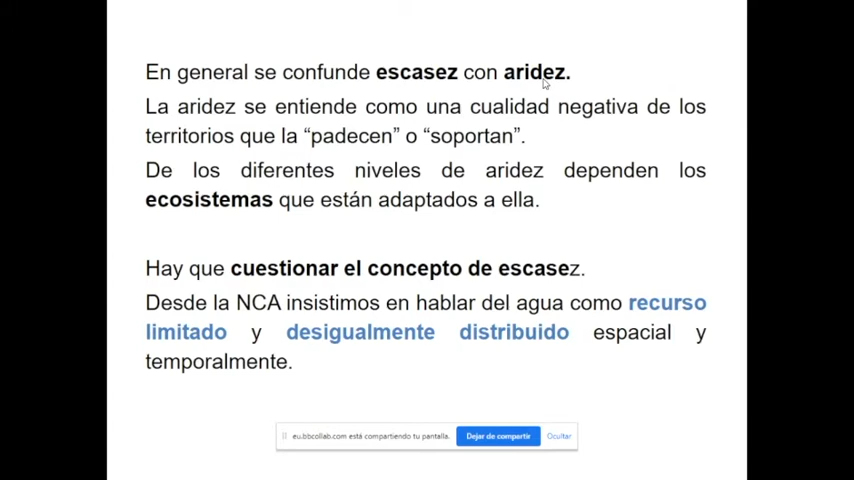 En general se confunde escasez con aridez.
La aridez se entiende como una cualidad negativa de los
territorios que la “padecen” o “soportan”.
De los diferentes niveles de aridez dependen los
ecosistemas que están adaptados a ella.
Hay que cuestionar el concepto de escasez.
Desde la NCA insistimos en hablar del agua como recurso
limitado y desigualmente distribuido espacial y
temporalmente.
eu.bbcollab.com está compartiendo tu pantalla. Dejar de compartir Ocultar